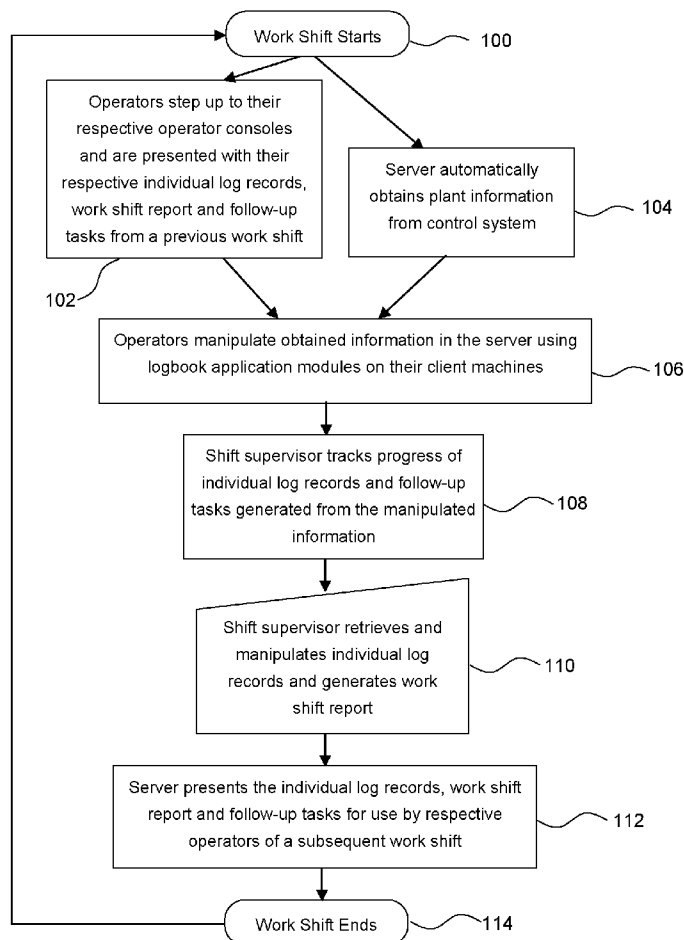 Work Shift Starts
100
Operators step up to their
respective operator consoles
and are presented with their
respective individual log records,
work shift report and follow-up
tasks from a previous work shift
102
Server automatically
obtains plant information
from control system
104
Operators manipulate obtained information in the server using
logbook application modules on their client machines
106
Shift supervisor tracks progress of
individual log records and follow-up
tasks generated from the manipulated
information
108
Shift supervisor retrieves and
manipulates individual log
records and generates work
shift report
110
Server presents the individual log records, work shift
report and follow-up tasks for use by respective
operators of a subsequent work shift
112
Work Shift Ends
114